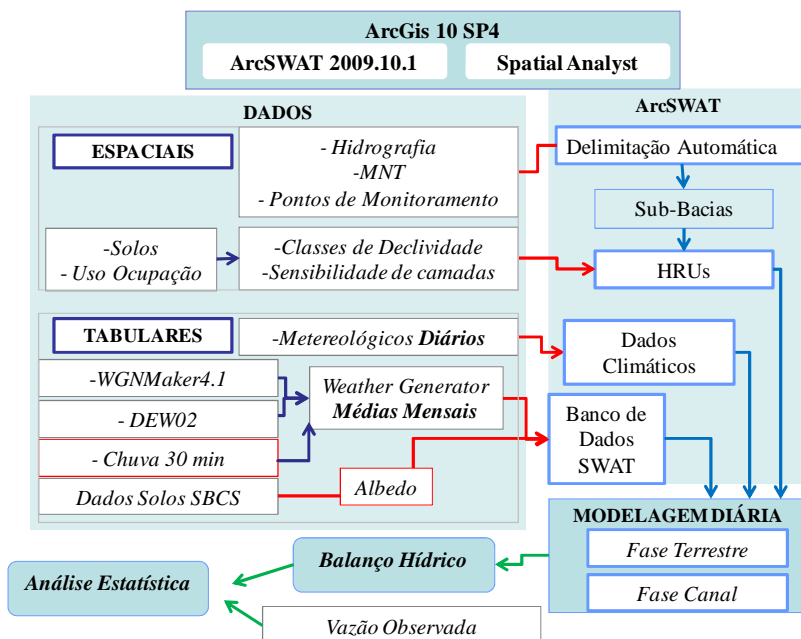 ArcGis 10 SP4
ArcSWAT 2009.10.1
Spatial Analyst
DADOS
ESPACIAIS
- Hidrografia
-MNT
- Pontos de Monitoramento
-Solos
- Uso Ocupação
-Classes de Declividade
-Sensibilidade de camadas
TABULARES
-Metereológicos Diários
-WGNMaker4.1
- DEW02
- Chuva 30 min
Dados Solos SBCS
Weather Generator
Médias Mensais
Albedo
ArcSWAT
Delimitação Automática
Sub-Bacias
HRUs
Dados
Climáticos
Banco de
Dados
SWAT
MODELAGEM DIÁRIA
Fase Terrestre
Fase Canal
Balanço Hídrico
Análise Estatística
Vazão Observada